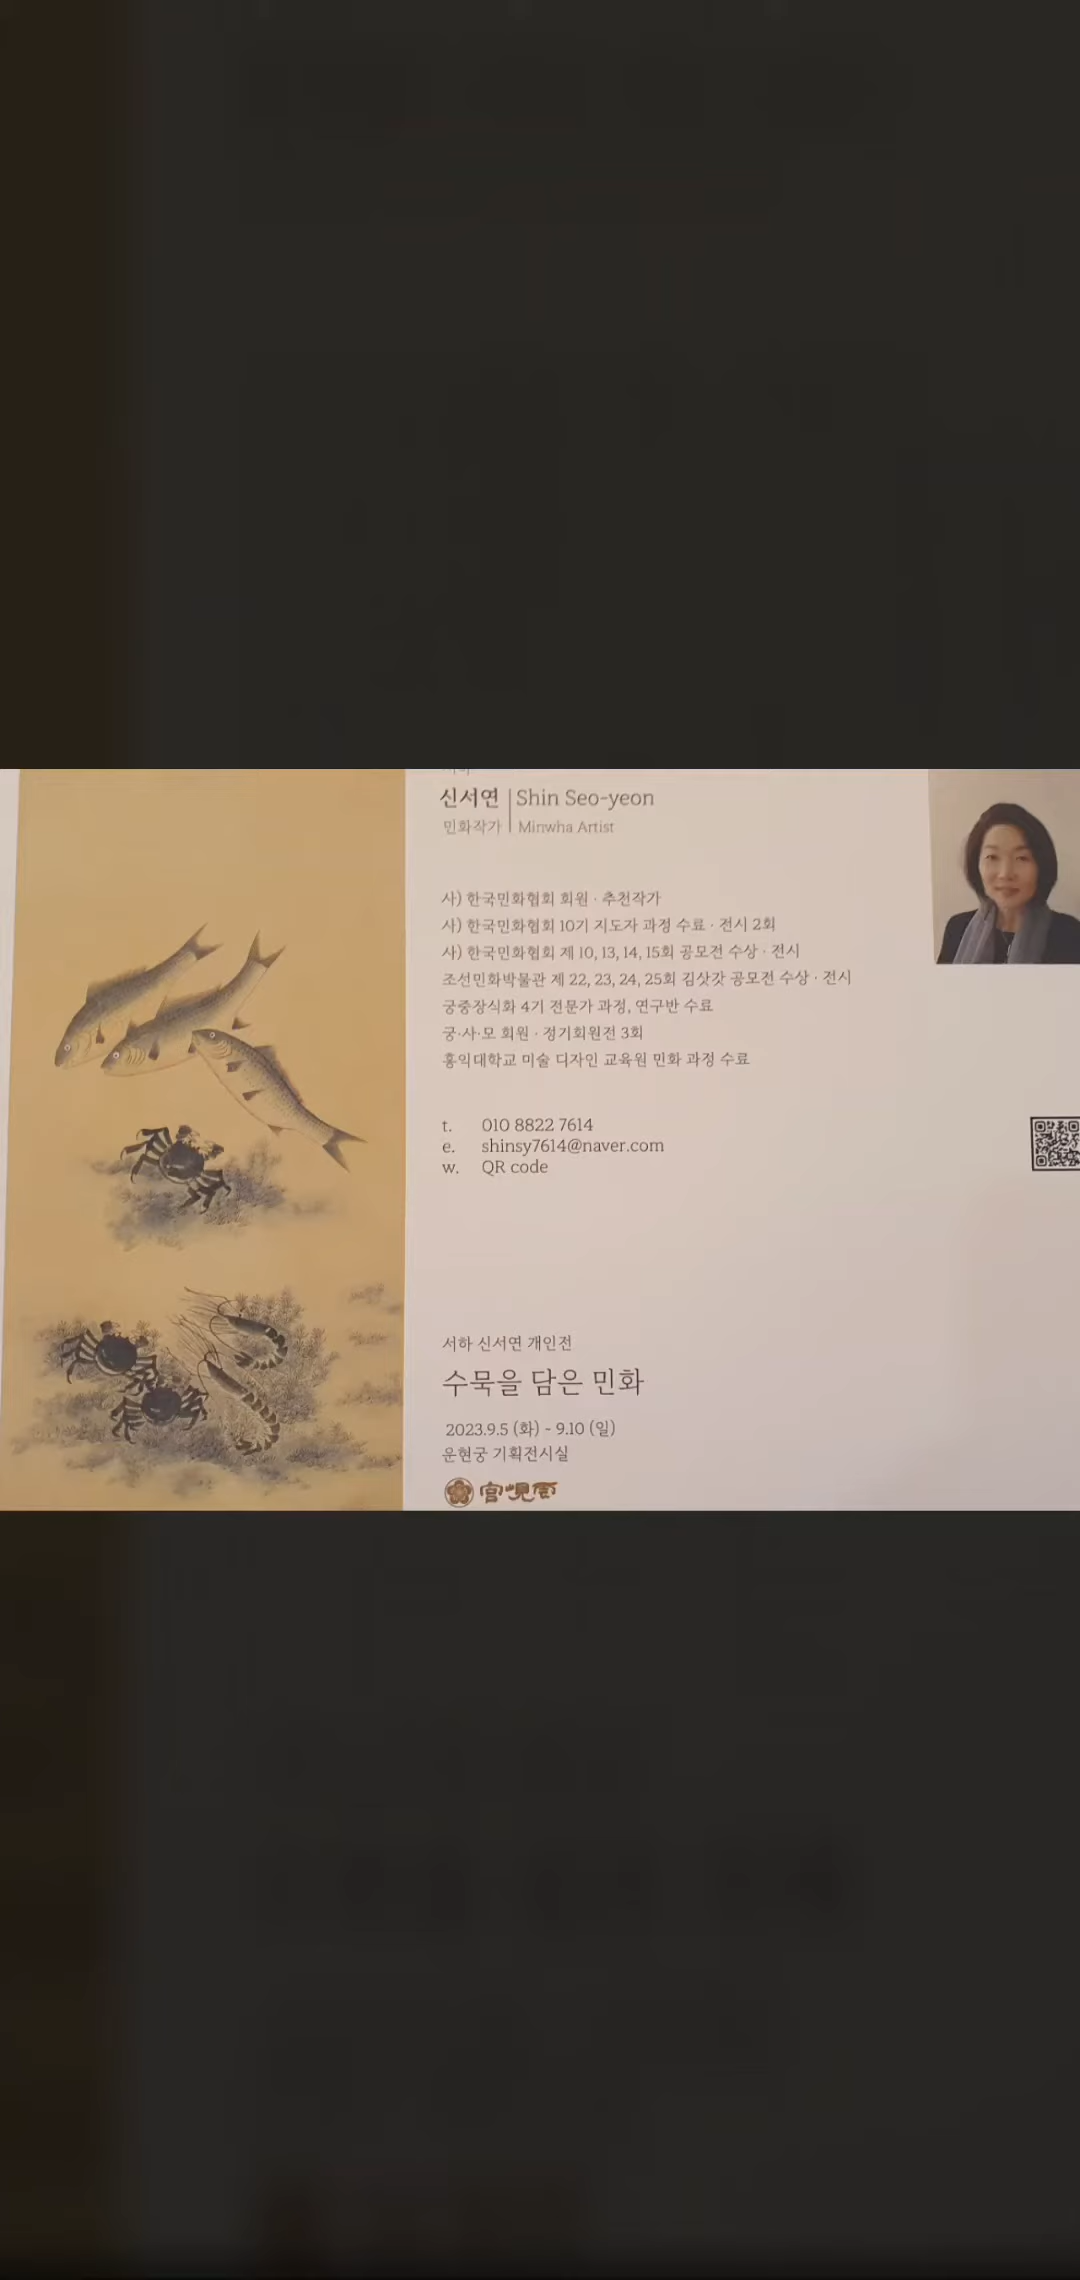 서하
신서연 | Shin Seo-yeon
민화작가 | Minwha Artist
사) 한국민화협회 회원 · 추천작가
사) 한국민화협회 10기 지도자 과정 수료 · 전시 2회
사) 한국민화협회 제 10, 13, 14, 15회 공모전 수상 · 전시
조선민화박물관 제 22, 23, 24, 25회 김삿갓 공모전 수상 · 전시
궁중장식화 4기 전문가 과정, 연구반 수료
궁·사·모 회원 · 정기회원전 3회
홍익대학교 미술 디자인 교육원 민화 과정 수료
t. 010 8822 7614
e. shinsy7614@naver.com
w. QR code
서하 신서연 개인전
수묵을 담은 민화
2023.9.5 (화) - 9.10 (일)
운현궁 기획전시실